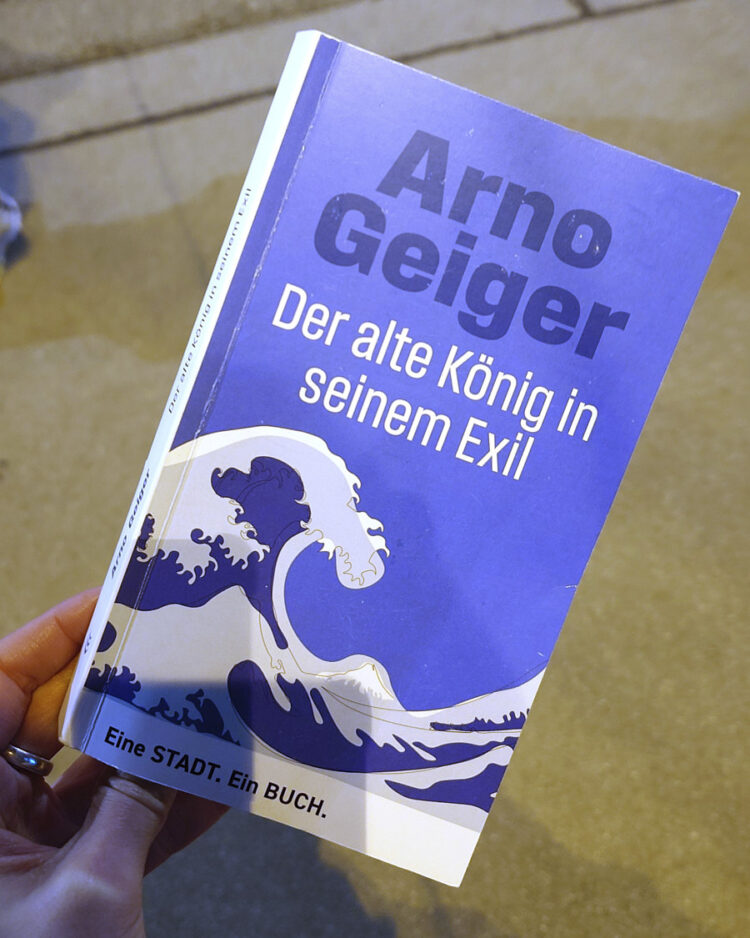 Arno
Geiger
Der alte König in
seinem Exil
Eine STADT. Ein BUCH.
Arno Geiger
Der alte König in seinem Exil